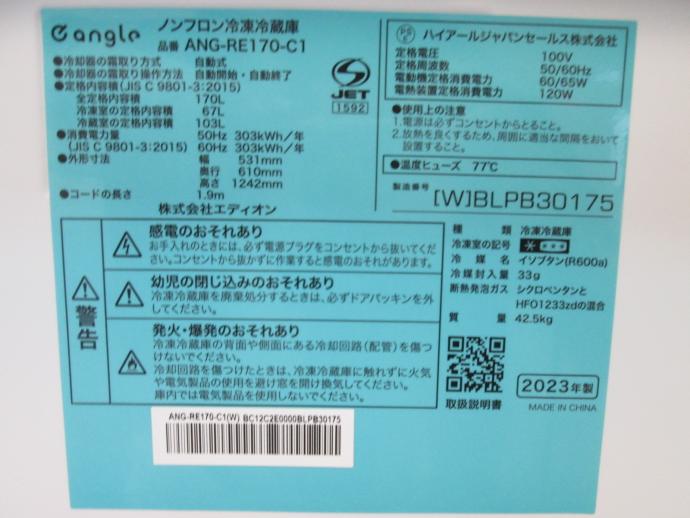 e angle ノンフロン冷凍冷蔵庫
品番 ANG-RE170-C1
●冷却器の霜取り方式 自動式
●冷却器の霜取り操作方法 自動開始・自動終了
●定格内容積(JIS C 9801-3:2015)
全定格内容積 170L
冷凍室の定格内容積 67L
冷蔵室の定格内容積 103L
●消費電力量 50Hz 303kWh/年
(JIS C 9801-3:2015) 60Hz 303kWh/年
●外形寸法 幅 531mm
奥行 610mm
高さ 1242mm
●コードの長さ 1.9m
株式会社エディオン
S
JET
1592
PS
E
ハイアールジャパンセールス株式会社
定格電圧 100V
定格周波数 50/60Hz
電動機定格消費電力 60/65W
電熱装置定格消費電力 120W
●使用上の注意
1.電源は必ずコンセントからとること。
2.放熱を良くするため、周囲に適当な間隔をおいて
設置すること。
●温度ヒューズ 77℃
製造番号
[W]BLPB30175
警告
感電のおそれあり
お手入れのときには、必ず電源プラグをコンセントから抜いてく
ださい。コンセントから抜かずに作業すると感電のおそれがあります。
幼児の閉じ込みのおそれあり
冷凍冷蔵庫を廃棄処分するときは、必ずドアパッキンを外
してください。
発火・爆発のおそれあり
冷凍冷蔵庫の背面や側面にある冷却回路(配管)を傷つ
けないでください。
冷却回路を傷つけたときは、冷凍冷蔵庫に触れずに火気
や電気製品の使用を避け窓を開け換気してください。
庫内では電気製品を使用しないでください。
種類 冷凍冷蔵庫
冷凍室の記号
冷媒名 イソブタン(R600a)
冷媒封入量 33g
断熱発泡ガス シクロペンタンと
HFO1233zdの混合
質量 42.5kg
取扱説明書
2023年製
MADE IN CHINA
ANG-RE170-C1(W) BC12C2E0000BLPB30175